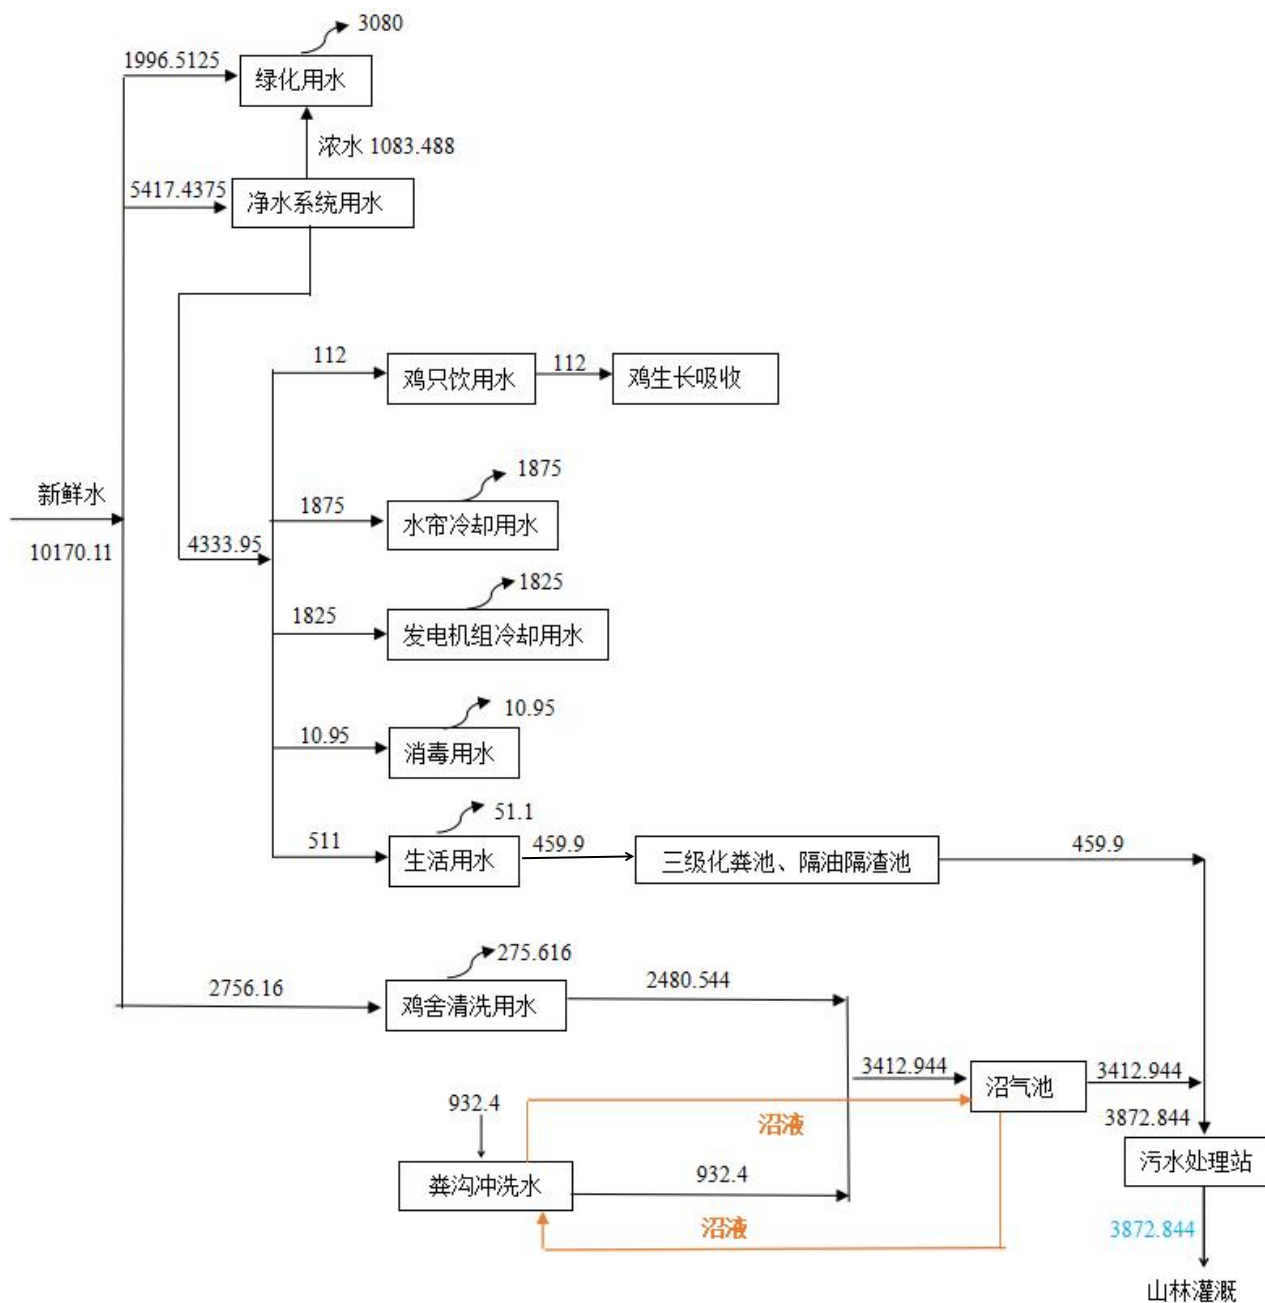 3080
1996.5125
绿化用水
浓水 1083.488
5417.4375
净水系统用水
112
鸡只饮用水
112
鸡生长吸收
新鲜水
10170.11
4333.95
1875
1875
水帘冷却用水
1825
1825
发电机组冷却用水
10.95
10.95
消毒用水
51.1
511
生活用水
459.9
三级化粪池、隔油隔渣池
459.9
275.616
2756.16
鸡舍清洗用水
2480.544
3412.944
沼气池
3412.944
932.4
沼液
3872.844
粪沟冲洗水
932.4
污水处理站
沼液
3872.844
山林灌溉